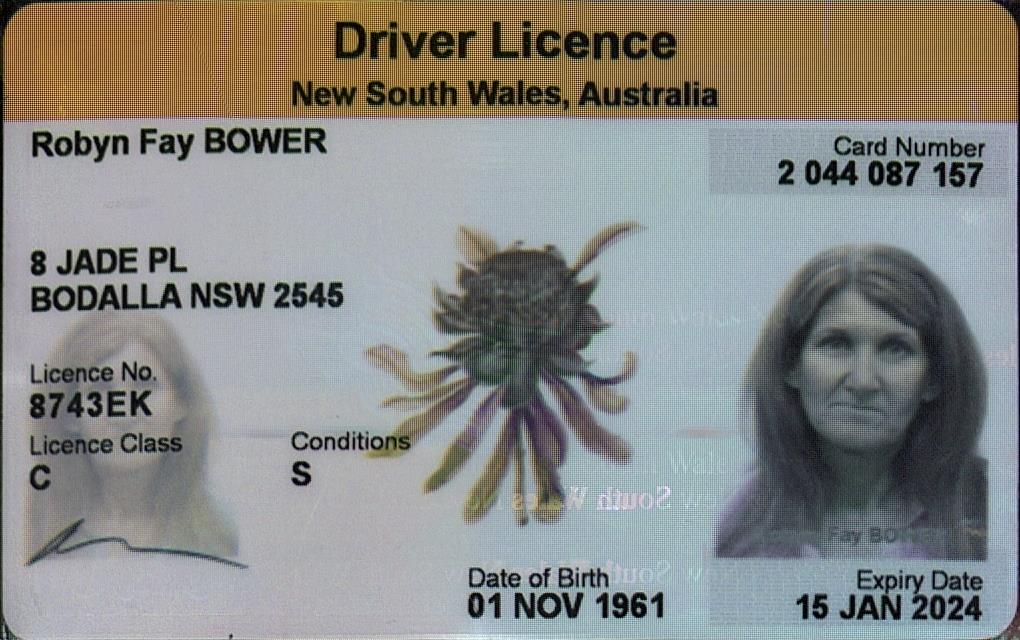 Driver Licence
New South Wales, Australia
Robyn Fay BOWER
Card Number
2 044 087 157
8 JADE PL
BODALLA NSW 2545
Licence No.
8743EK
Licence Class
C
Conditions
S
Date of Birth
01 NOV 1961
Expiry Date
15 JAN 2024